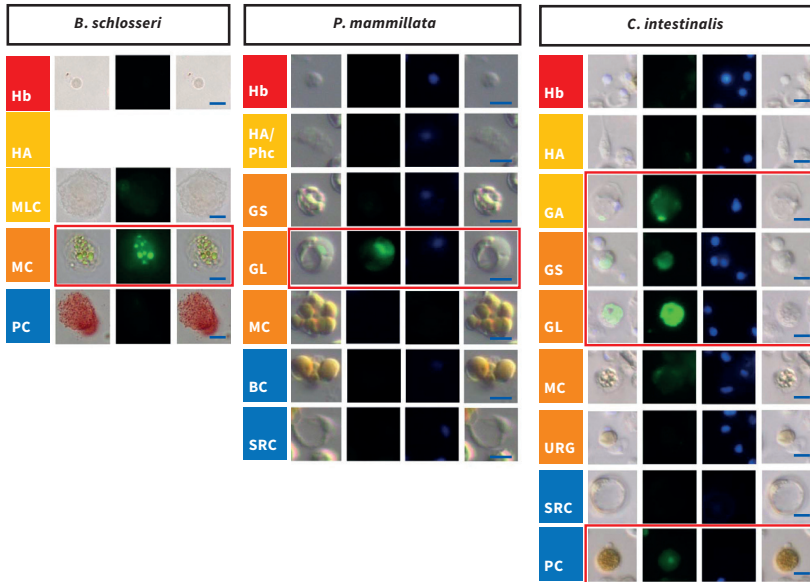 B. schlosseri
Hb
HA
MLC
MC
PC
P. mammillata
Hb
HA/
Phc
GS
GL
MC
BC
SRC
C. intestinalis
Hb
HA
GA
GS
GL
MC
URG
SRC
PC